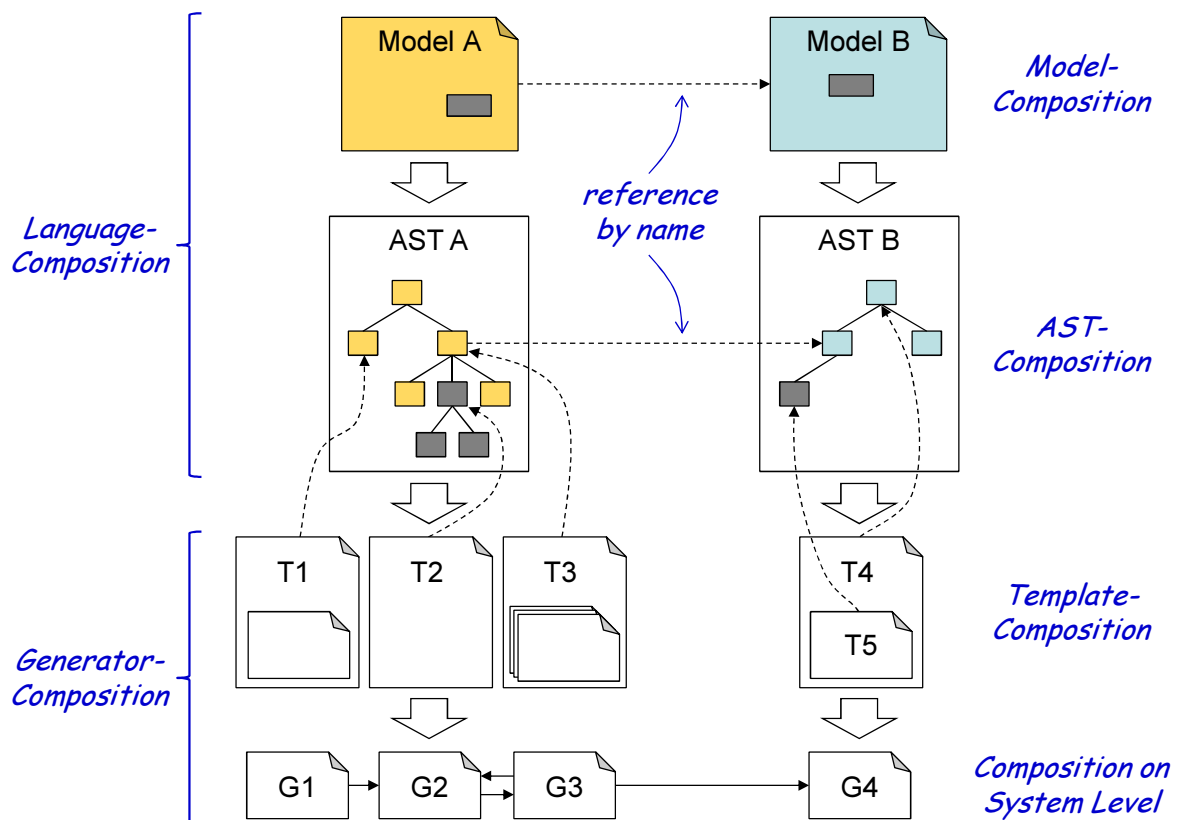 Model A
Model B
Model-
Composition
reference
by name
Language-
Composition
AST A
AST B
AST-
Composition
T1
T2
T3
T4
T5
Template-
Composition
Generator-
Composition
G1
G2
G3
G4
Composition on
System Level